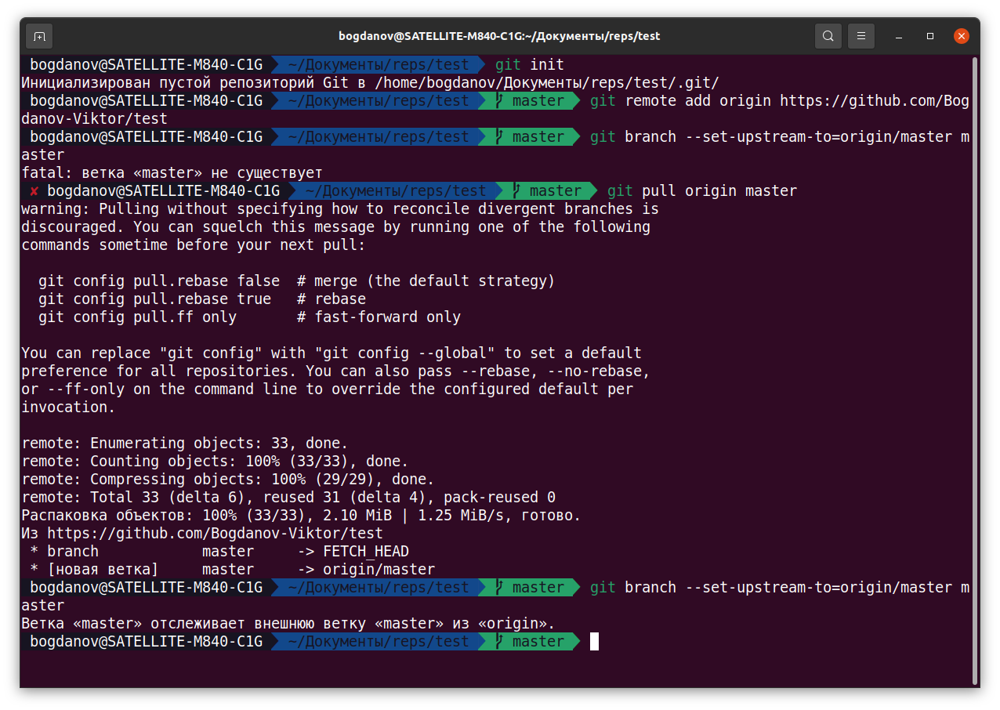 bogdanov@SATELLITE-M840-C1G:~/Документы/reps/test
bogdanov@SATELLITE-M840-C1G ~/Документы/reps/test git init
Инициализирован пустой репозиторий Git в /home/bogdanov/Документы/reps/test/.git/
bogdanov@SATELLITE-M840-C1G ~/Документы/reps/test master git remote add origin https://github.com/Bog
danov-Viktor/test
bogdanov@SATELLITE-M840-C1G ~/Документы/reps/test master git branch --set-upstream-to=origin/master m
aster
fatal: ветка «master» не существует
✘ bogdanov@SATELLITE-M840-C1G ~/Документы/reps/test master git pull origin master
warning: Pulling without specifying how to reconcile divergent branches is
discouraged. You can squelch this message by running one of the following
commands sometime before your next pull:

  git config pull.rebase false  # merge (the default strategy)
  git config pull.rebase true   # rebase
  git config pull.ff only       # fast-forward only

You can replace "git config" with "git config --global" to set a default
preference for all repositories. You can also pass --rebase, --no-rebase,
or --ff-only on the command line to override the configured default per
invocation.

remote: Enumerating objects: 33, done.
remote: Counting objects: 100% (33/33), done.
remote: Compressing objects: 100% (29/29), done.
remote: Total 33 (delta 6), reused 31 (delta 4), pack-reused 0
Распаковка объектов: 100% (33/33), 2.10 MiB | 1.25 MiB/s, готово.
Из https://github.com/Bogdanov-Viktor/test
 * branch            master     -> FETCH_HEAD
 * [новая ветка]     master     -> origin/master
bogdanov@SATELLITE-M840-C1G ~/Документы/reps/test master git branch --set-upstream-to=origin/master m
aster
Ветка «master» отслеживает внешнюю ветку «master» из «origin».
bogdanov@SATELLITE-M840-C1G ~/Документы/reps/test master